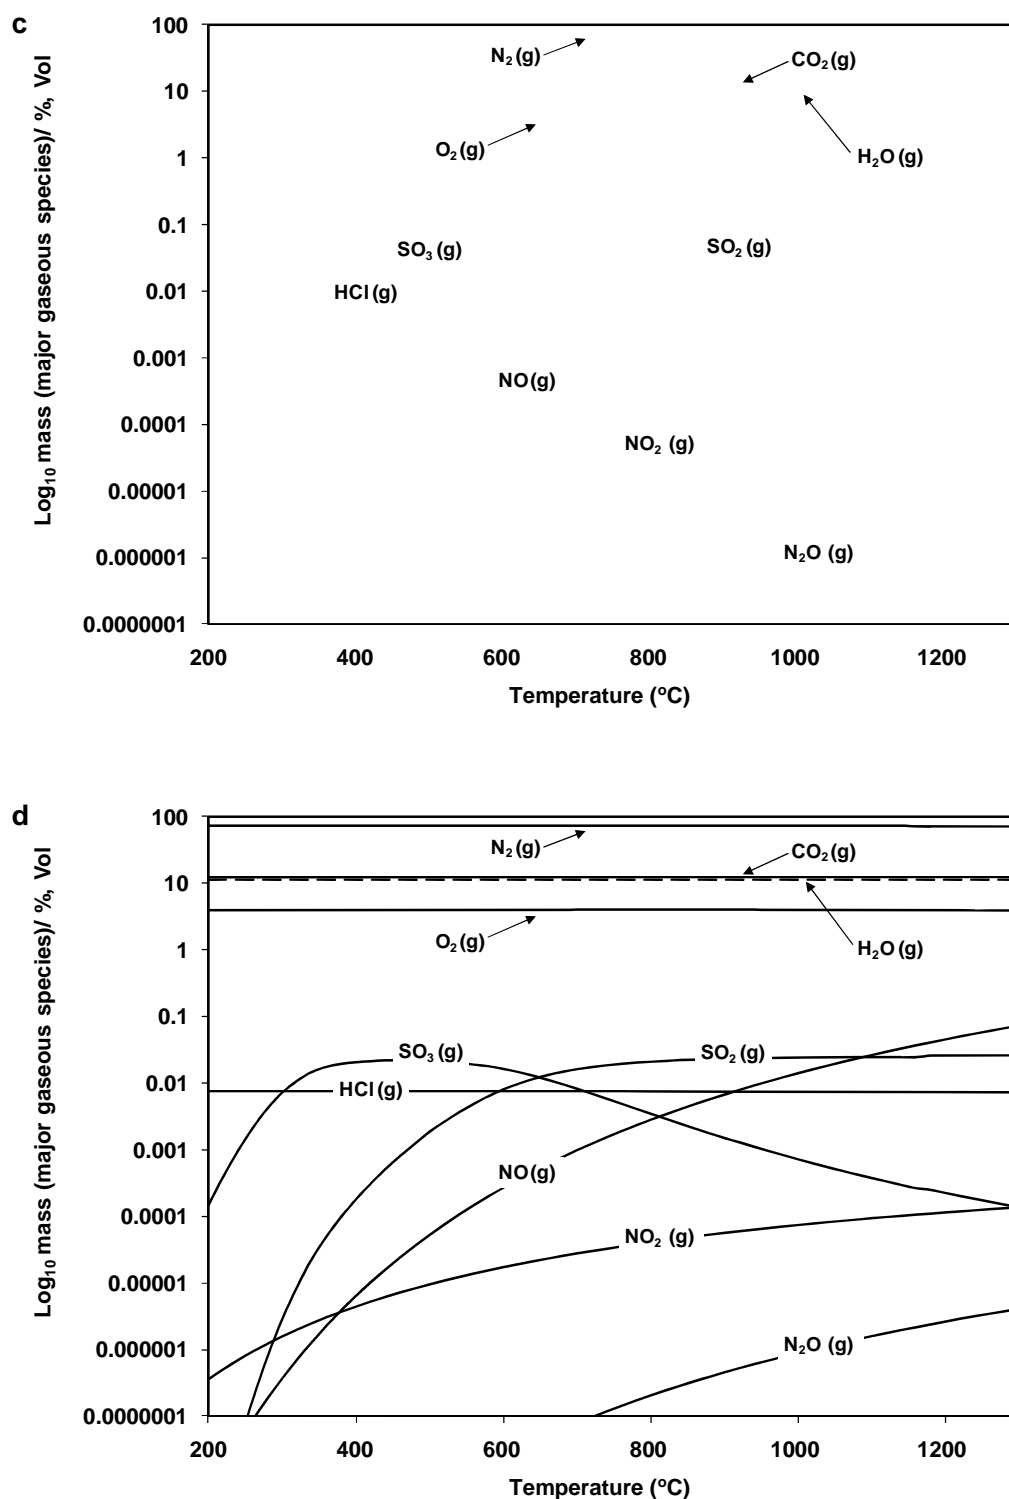 c
Log₁₀ mass (major gaseous species)/ %, Vol
100
10
1
0.1
0.01
0.001
0.0001
0.00001
0.000001
0.0000001
N₂ (g)
CO₂ (g)
O₂ (g)
H₂O (g)
SO₃ (g)
SO₂ (g)
HCl (g)
NO (g)
NO₂ (g)
N₂O (g)
200 400 600 800 1000 1200
Temperature (ºC)
d
Log₁₀ mass (major gaseous species)/ %, Vol
100
10
1
0.1
0.01
0.001
0.0001
0.00001
0.000001
0.0000001
N₂ (g)
CO₂ (g)
O₂ (g)
H₂O (g)
SO₃ (g)
SO₂ (g)
HCl (g)
NO (g)
NO₂ (g)
N₂O (g)
200 400 600 800 1000 1200
Temperature (ºC)